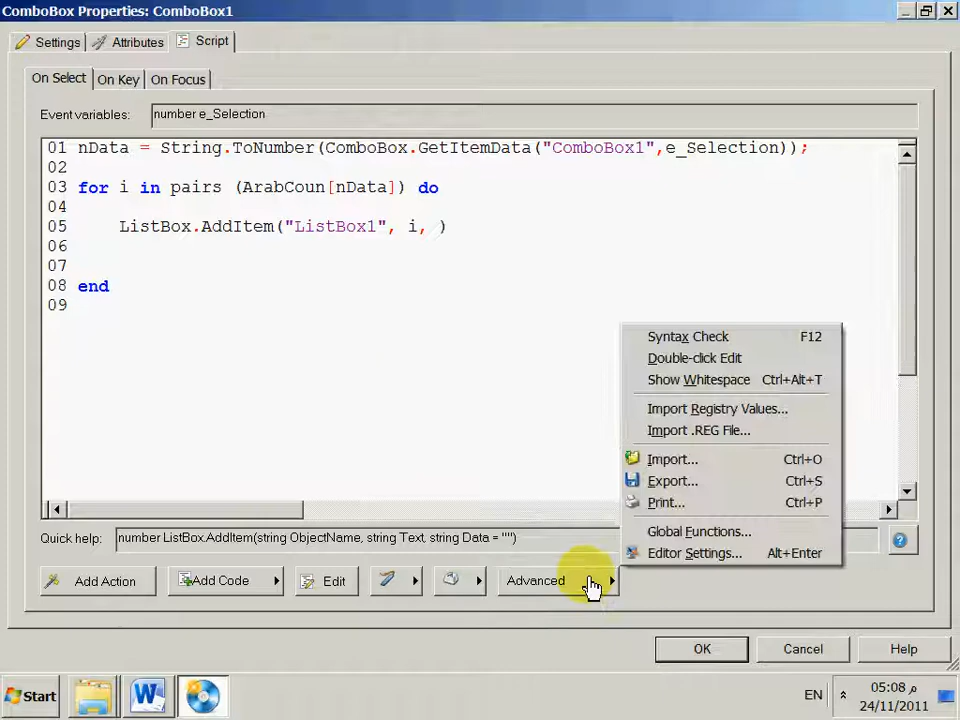 ComboBox Properties: ComboBox1
Settings Attributes Script
On Select On Key On Focus
Event variables: number e_Selection
01 nData = String.ToNumber(ComboBox.GetItemData("ComboBox1",e_Selection));
02
03 for i in pairs (ArabCoun[nData]) do
04
05 ListBox.AddItem("ListBox1", i, )
06
07
08 end
09
Syntax Check F12
Double-click Edit
Show Whitespace Ctrl+Alt+T
Import Registry Values...
Import .REG File...
Import... Ctrl+O
Export... Ctrl+S
Print... Ctrl+P
Global Functions...
Editor Settings... Alt+Enter
Quick help: number ListBox.AddItem(string ObjectName, string Text, string Data = "")
Add Action Add Code Edit Advanced
OK Cancel Help
Start EN 05:08 م
24/11/2011